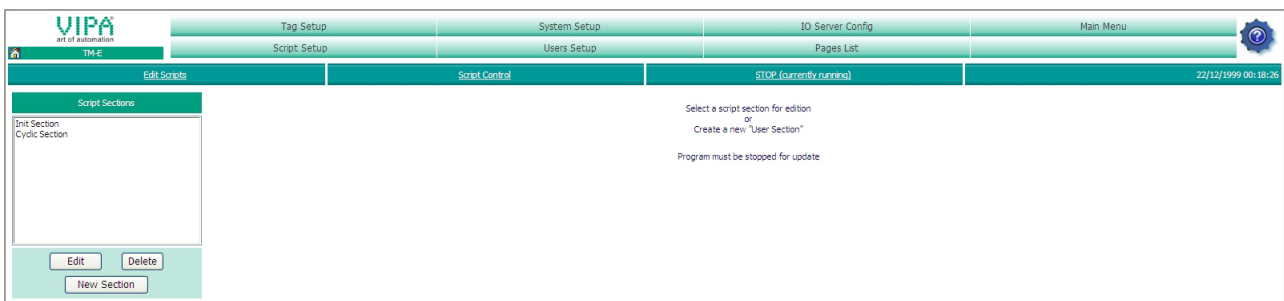 VIPA
art of automation
TM-E
Tag Setup
System Setup
IO Server Config
Main Menu
Script Setup
Users Setup
Pages List
?
Edit Scripts
Script Control
STOP (currently running)
22/12/1999 00:18:26
Script Sections
Init Section
Cyclic Section
Edit
Delete
New Section
Select a script section for edition
or
Create a new "User Section"
Program must be stopped for update